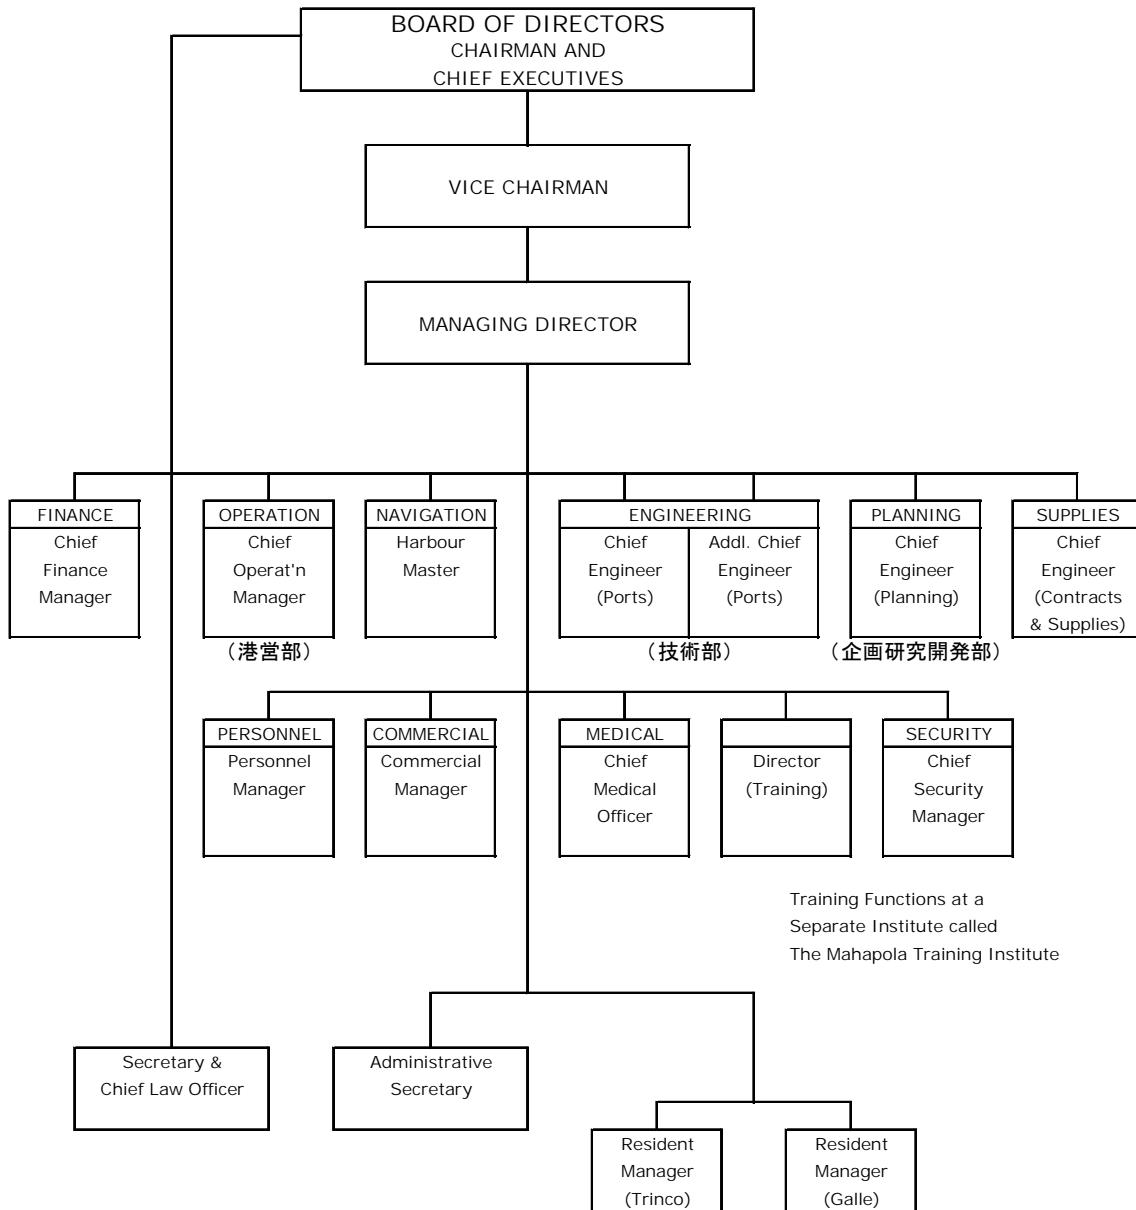 BOARD OF DIRECTORS
CHAIRMAN AND
CHIEF EXECUTIVES
VICE CHAIRMAN
MANAGING DIRECTOR
FINANCE
Chief
Finance
Manager
OPERATION
Chief
Operat'n
Manager
（港営部）
NAVIGATION
Harbour
Master
ENGINEERING
Chief
Engineer
(Ports)
Addl. Chief
Engineer
(Ports)
（技術部）
PLANNING
Chief
Engineer
(Planning)
（企画研究開発部）
SUPPLIES
Chief
Engineer
(Contracts
& Supplies)
PERSONNEL
Personnel
Manager
COMMERCIAL
Commercial
Manager
MEDICAL
Chief
Medical
Officer
Director
(Training)
SECURITY
Chief
Security
Manager
Training Functions at a
Separate Institute called
The Mahapola Training Institute
Secretary &
Chief Law Officer
Administrative
Secretary
Resident
Manager
(Trinco)
Resident
Manager
(Galle)